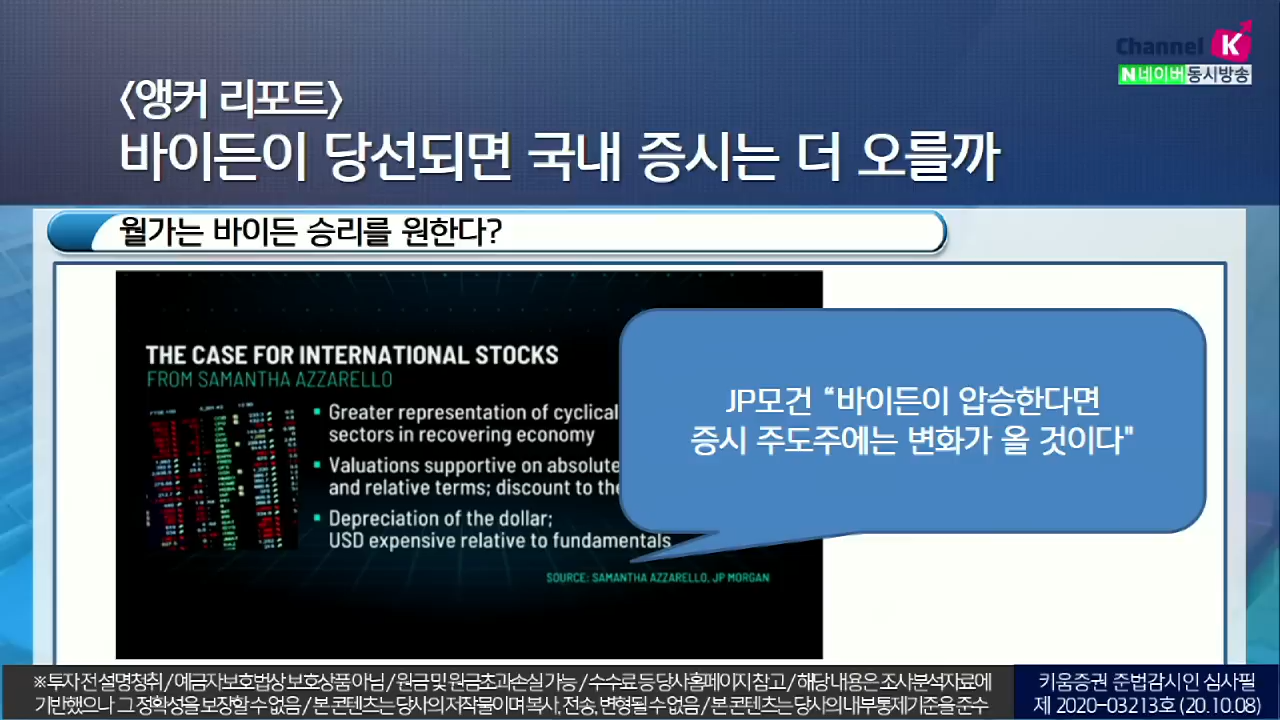 Channel K
N네이버동시방송
〈앵커 리포트〉
바이든이 당선되면 국내 증시는 더 오를까
월가는 바이든 승리를 원한다?
THE CASE FOR INTERNATIONAL STOCKS
FROM SAMANTHA AZZARELLO
▪ Greater representation of cyclical
sectors in recovering economy
▪ Valuations supportive on absolute
and relative terms; discount to the
▪ Depreciation of the dollar;
USD expensive relative to fundamentals
SOURCE: SAMANTHA AZZARELLO, JP MORGAN
JP모건 “바이든이 압승한다면
증시 주도주에는 변화가 올 것이다"
※투자 전 설명청취 / 예금자보호법상 보호상품 아님 / 원금 및 원금초과손실 가능 / 수수료 등 당사홈페이지 참고 / 해당 내용은 조사분석자료에
기반했으나 그 정확성을 보장할 수 없음 / 본 콘텐츠는 당사의 저작물이며 복사, 전송, 변형될 수 없음 / 본 콘텐츠는 당사의 내부통제기준을 준수
키움증권 준법감시인 심사필
제 2020-03213호 (20.10.08)